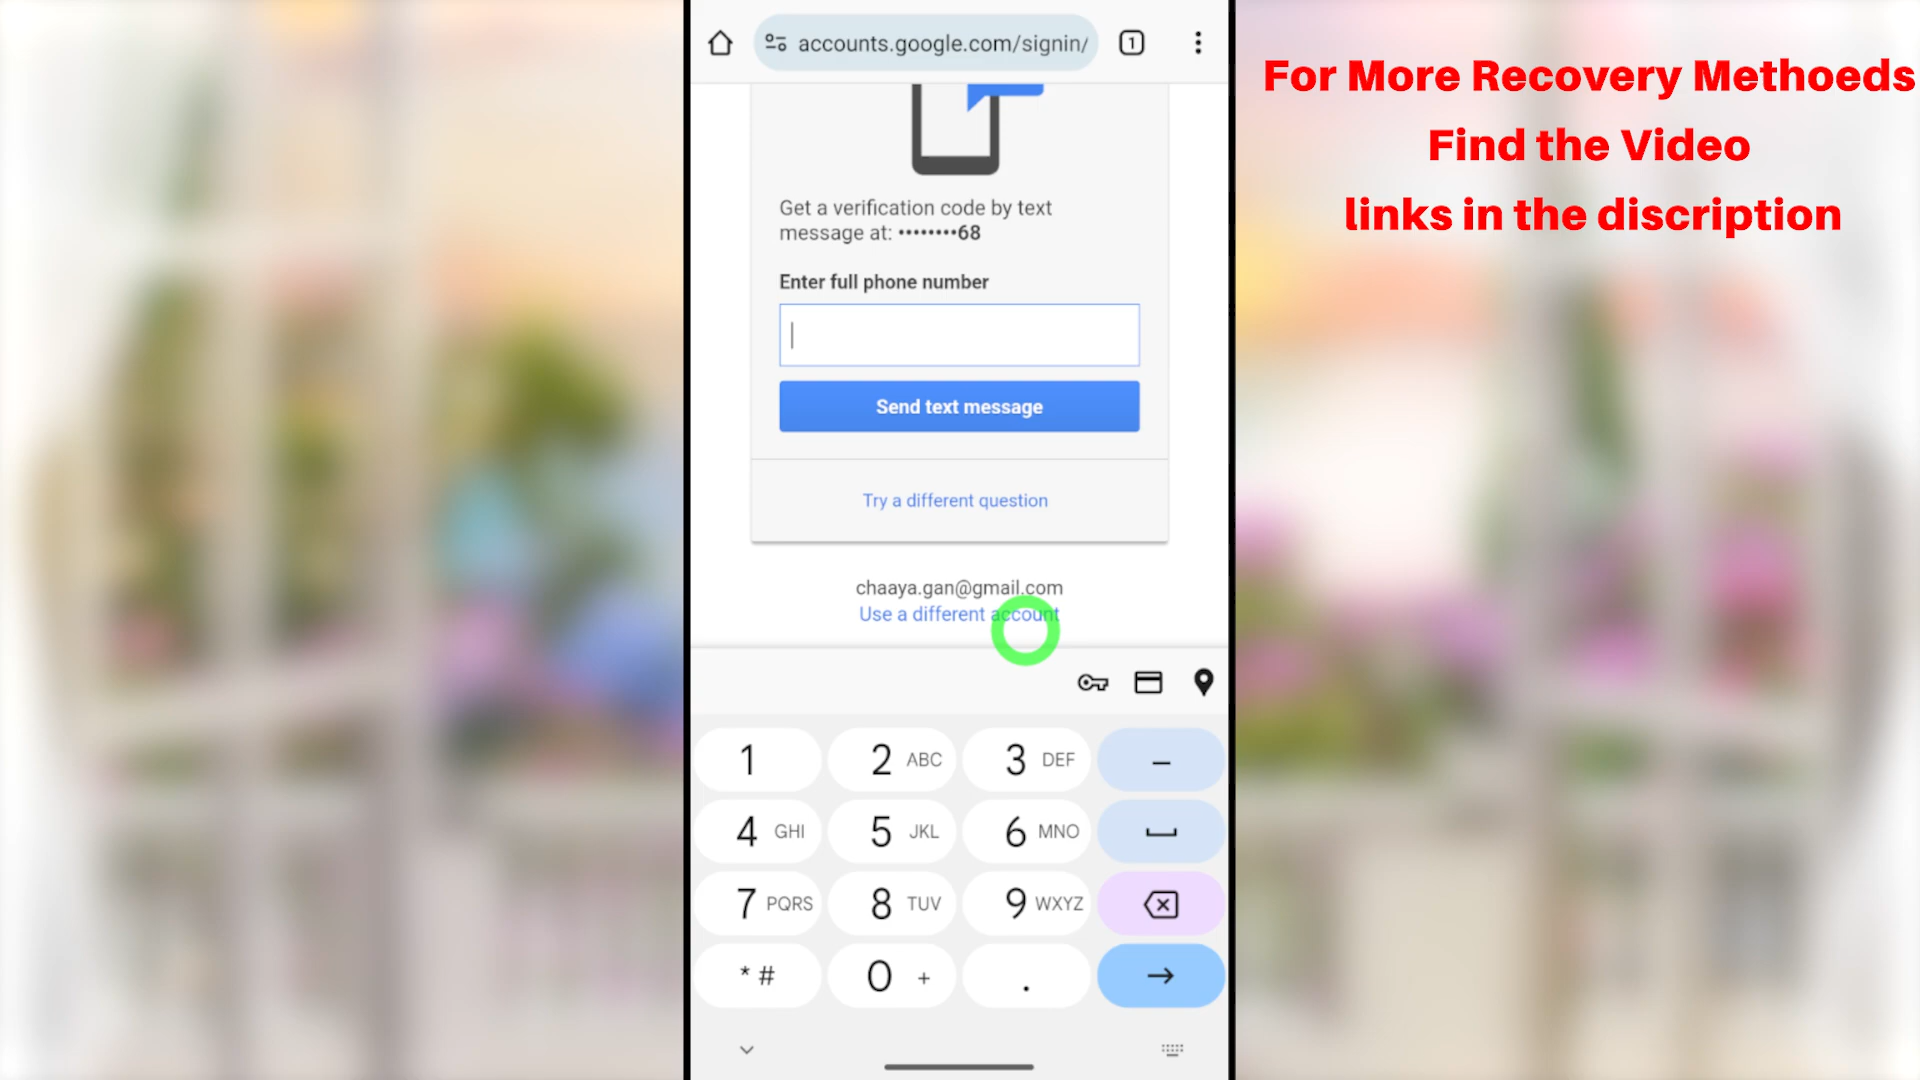 accounts.google.com/signin/
1
Get a verification code by text
message at: ••••••••68
Enter full phone number
Send text message
Try a different question
chaaya.gan@gmail.com
Use a different account
1
2 ABC
3 DEF
–
4 GHI
5 JKL
6 MNO
7 PQRS
8 TUV
9 WXYZ
* #
0 +
.
For More Recovery Methoeds
Find the Video
links in the discription